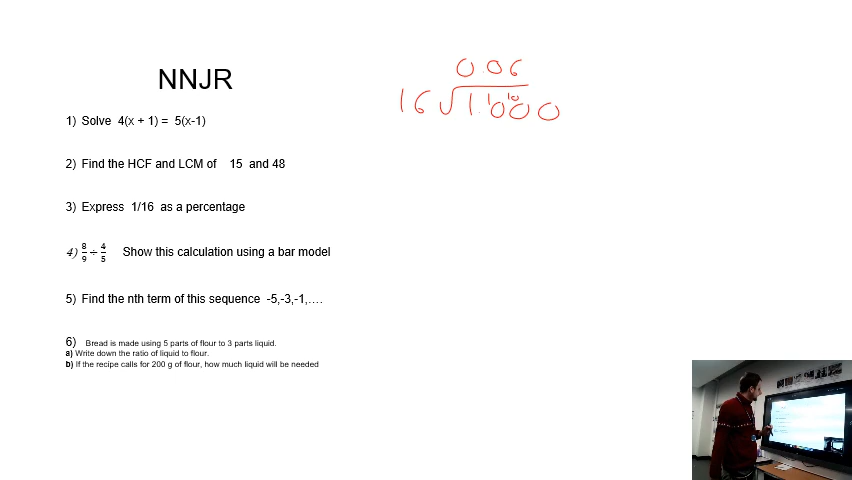 NNJR
1) Solve 4(x + 1) = 5(x-1)
2) Find the HCF and LCM of 15 and 48
3) Express 1/16 as a percentage
4) 8/9 ÷ 4/5 Show this calculation using a bar model
5) Find the nth term of this sequence -5,-3,-1,….
6) Bread is made using 5 parts of flour to 3 parts liquid.
a) Write down the ratio of liquid to flour.
b) If the recipe calls for 200 g of flour, how much liquid will be needed
0.06
16√1.¹0¹⁰00